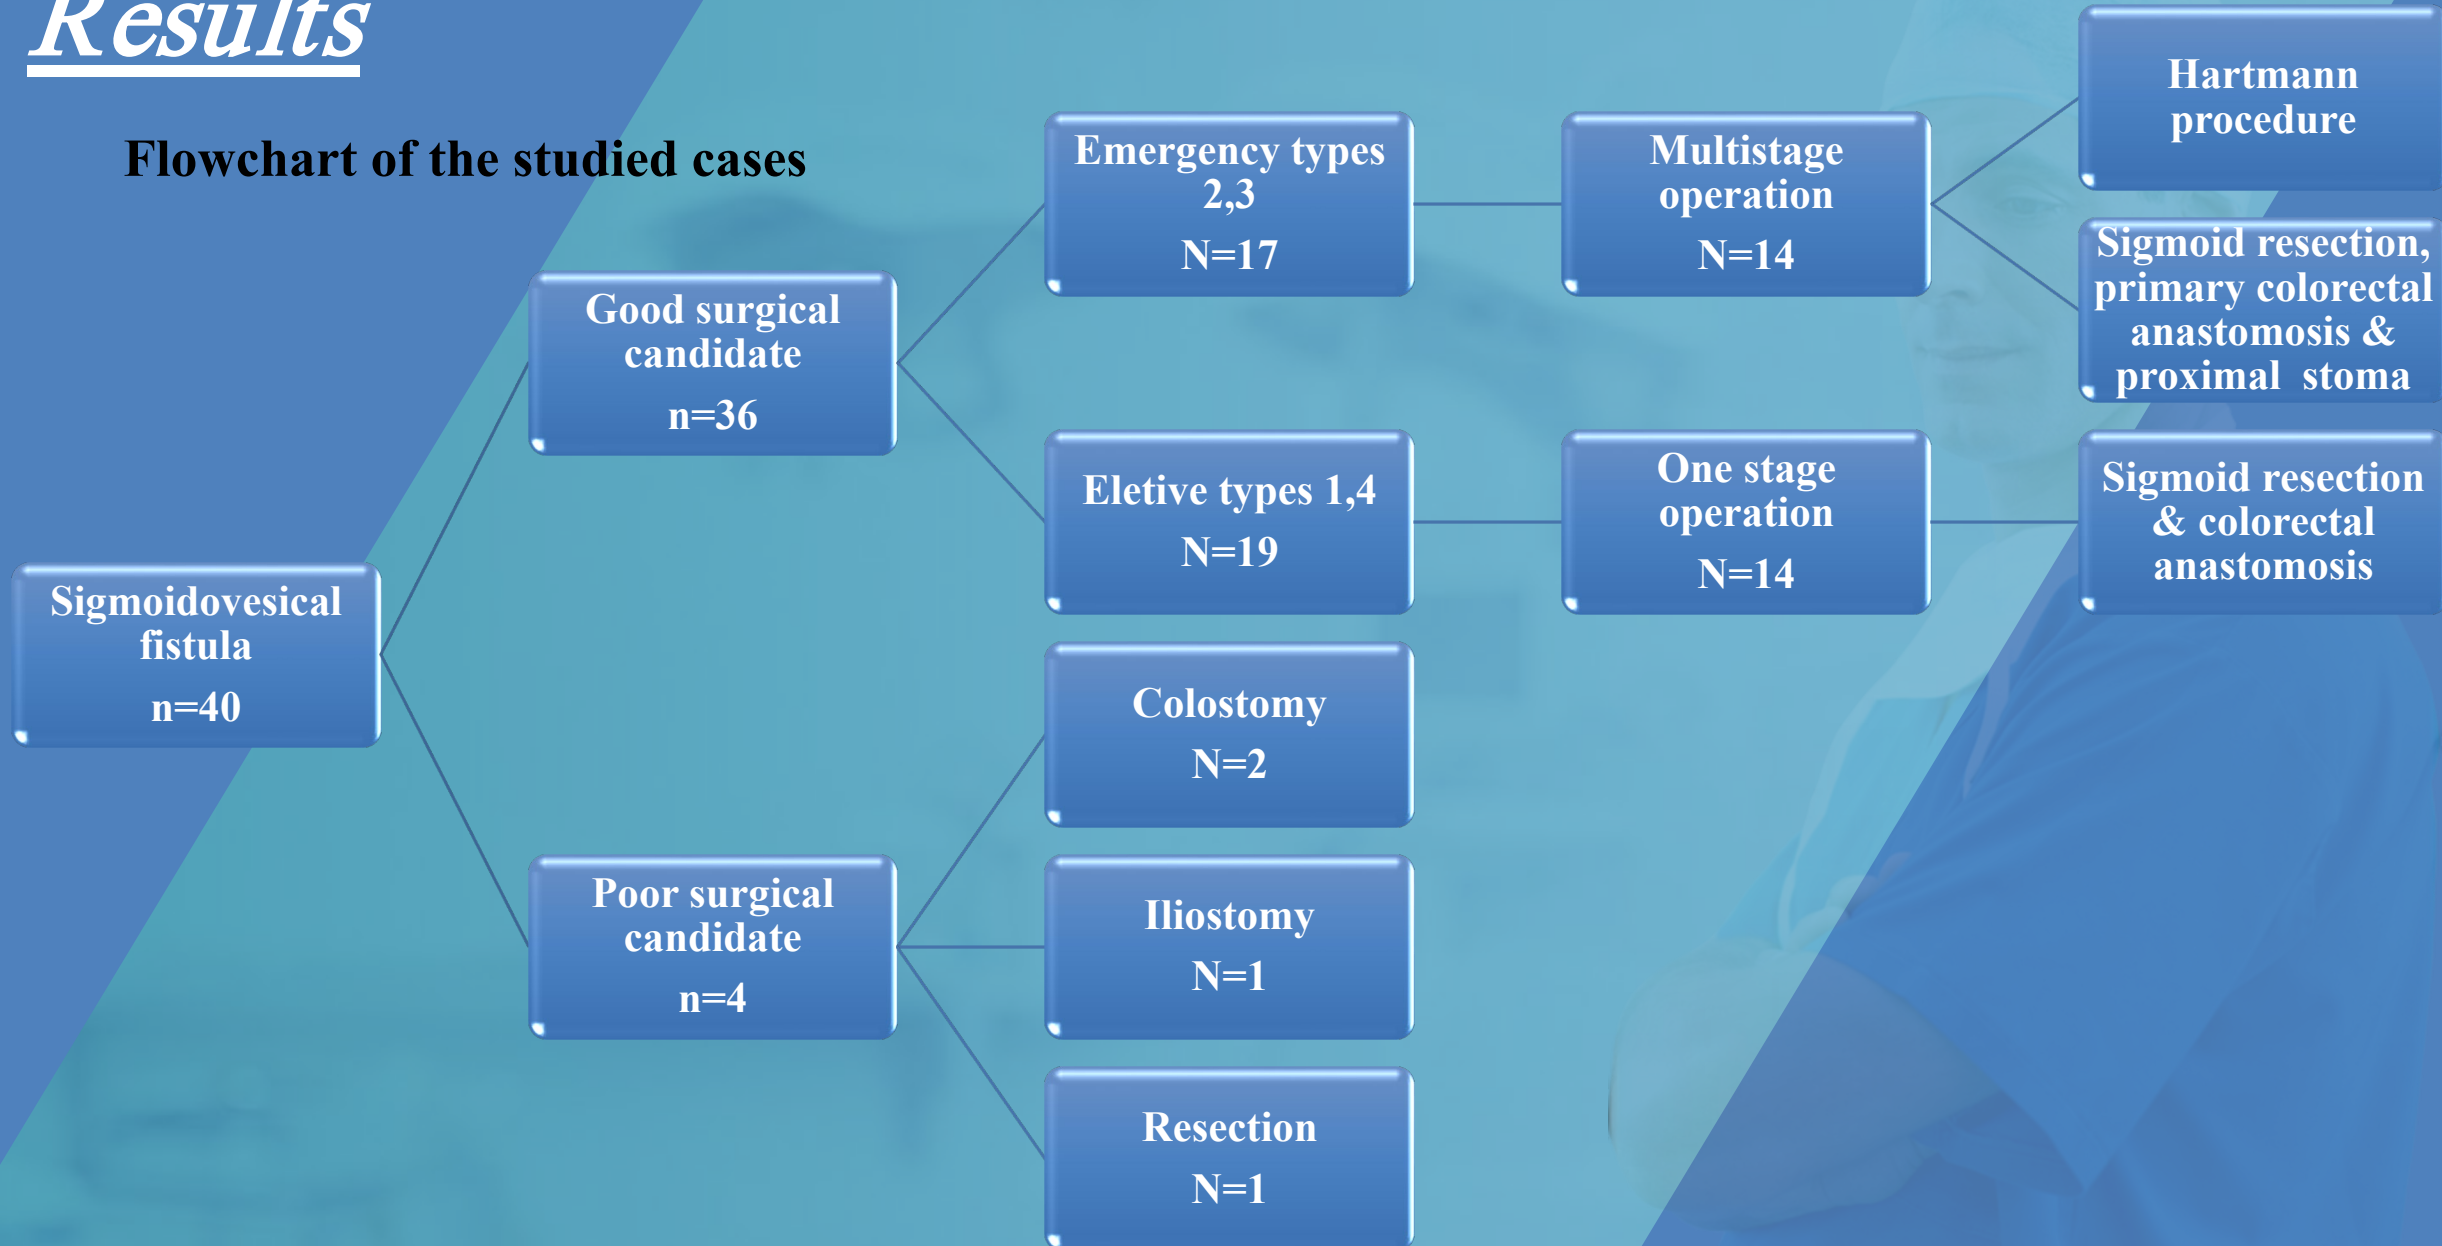 Results
Flowchart of the studied cases
Sigmoidovesical
fistula
n=40
Good surgical
candidate
n=36
Poor surgical
candidate
n=4
Emergency types
2,3
N=17
Eletive types 1,4
N=19
Colostomy
N=2
Iliostomy
N=1
Resection
N=1
Multistage
operation
N=14
One stage
operation
N=14
Hartmann
procedure
Sigmoid resection,
primary colorectal
anastomosis &
proximal stoma
Sigmoid resection
& colorectal
anastomosis